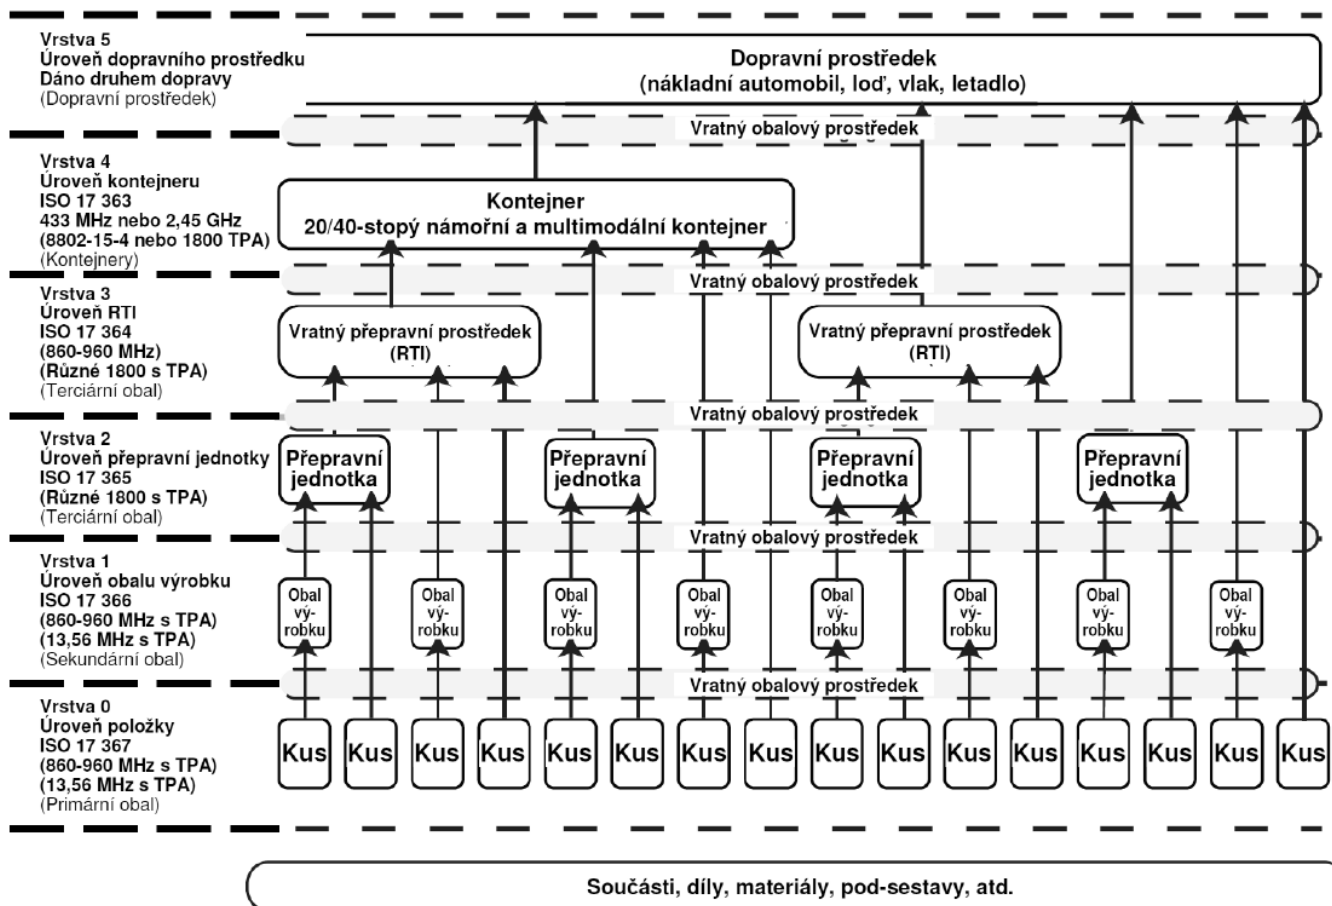 Vrstva 5
Úroveň dopravního prostředku
Dáno druhem dopravy
(Dopravní prostředek)
Dopravní prostředek
(nákladní automobil, loď, vlak, letadlo)
Vratný obalový prostředek
Vrstva 4
Úroveň kontejneru
ISO 17 363
433 MHz nebo 2,45 GHz
(8802-15-4 nebo 1800 TPA)
(Kontejnery)
Kontejner
20/40-stopý námořní a multimodální kontejner
Vratný obalový prostředek
Vrstva 3
Úroveň RTI
ISO 17 364
(860-960 MHz)
(Různé 1800 s TPA)
(Terciární obal)
Vratný přepravní prostředek
(RTI)
Vratný přepravní prostředek
(RTI)
Vratný obalový prostředek
Vrstva 2
Úroveň přepravní jednotky
ISO 17 365
(Různé 1800 s TPA)
(Terciární obal)
Přepravní
jednotka
Přepravní
jednotka
Přepravní
jednotka
Přepravní
jednotka
Vratný obalový prostředek
Vrstva 1
Úroveň obalu výrobku
ISO 17 366
(860-960 MHz s TPA)
(13,56 MHz s TPA)
(Sekundární obal)
Obal
vý-
robku
Obal
vý-
robku
Obal
vý-
robku
Obal
vý-
robku
Obal
vý-
robku
Obal
vý-
robku
Obal
vý-
robku
Obal
vý-
robku
Vratný obalový prostředek
Vrstva 0
Úroveň položky
ISO 17 367
(860-960 MHz s TPA)
(13,56 MHz s TPA)
(Primární obal)
Kus Kus Kus Kus Kus Kus Kus Kus Kus Kus Kus Kus Kus Kus Kus Kus
Součásti, díly, materiály, pod-sestavy, atd.